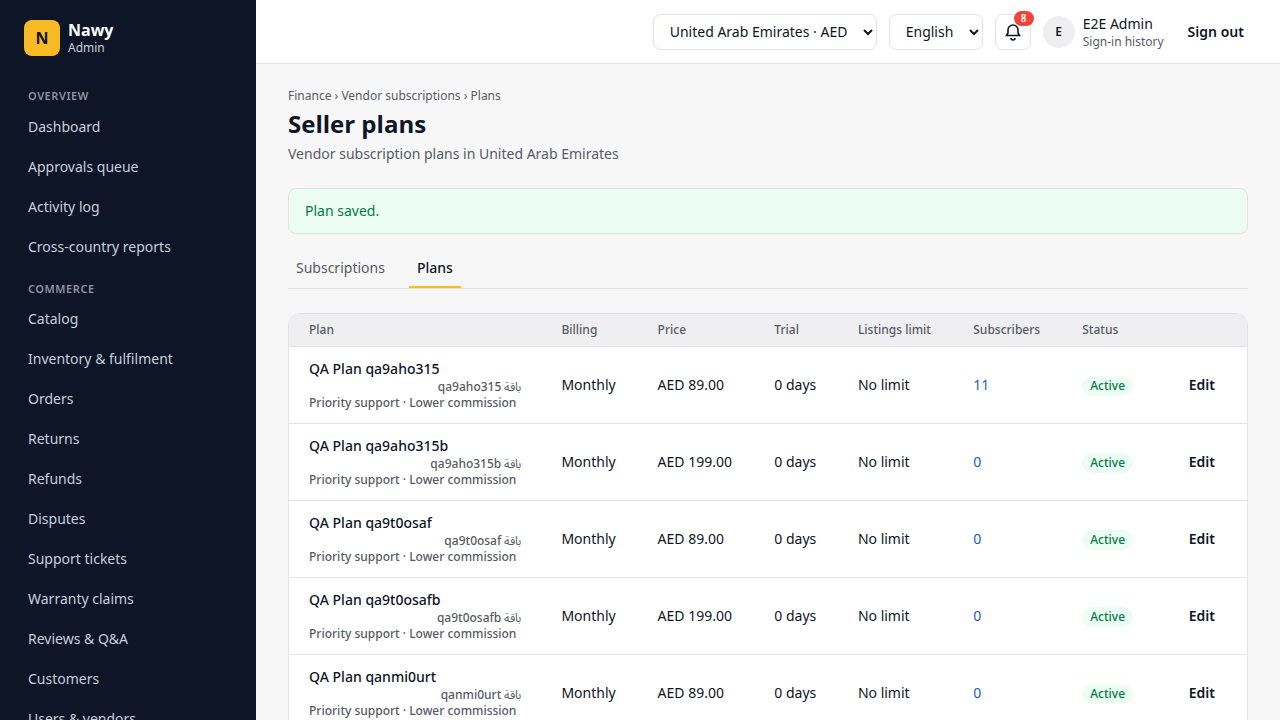 N
Nawy
Admin
United Arab Emirates · AED
English
8
E
E2E Admin
Sign-in history
Sign out
OVERVIEW
Dashboard
Approvals queue
Activity log
Cross-country reports
COMMERCE
Catalog
Inventory & fulfilment
Orders
Returns
Refunds
Disputes
Support tickets
Warranty claims
Reviews & Q&A
Customers
Users & vendors
Finance › Vendor subscriptions › Plans
Seller plans
Vendor subscription plans in United Arab Emirates
Plan saved.
Subscriptions Plans
Plan Billing Price Trial Listings limit Subscribers Status
QA Plan qa9aho315
باقة qa9aho315
Priority support · Lower commission
Monthly AED 89.00 0 days No limit 11 Active Edit
QA Plan qa9aho315b
باقة qa9aho315b
Priority support · Lower commission
Monthly AED 199.00 0 days No limit 0 Active Edit
QA Plan qa9t0osaf
باقة qa9t0osaf
Priority support · Lower commission
Monthly AED 89.00 0 days No limit 0 Active Edit
QA Plan qa9t0osafb
باقة qa9t0osafb
Priority support · Lower commission
Monthly AED 199.00 0 days No limit 0 Active Edit
QA Plan qanmi0urt
باقة qanmi0urt
Priority support · Lower commission
Monthly AED 89.00 0 days No limit 0 Active Edit